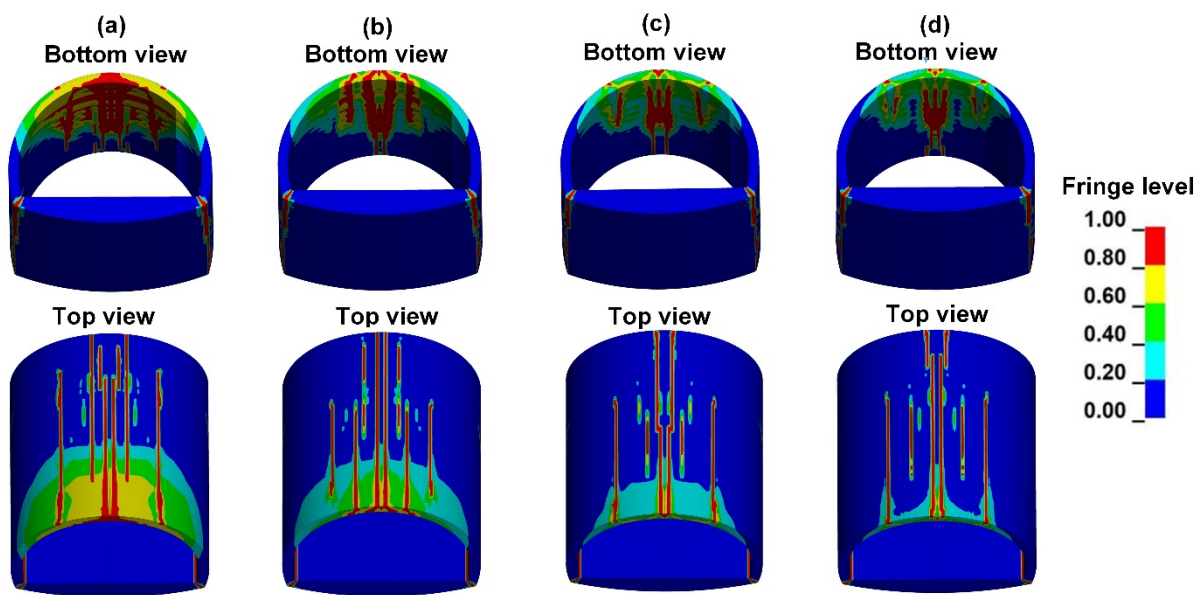 (a)
Bottom view
(b)
Bottom view
(c)
Bottom view
(d)
Bottom view
Fringe level
1.00
0.80
0.60
0.40
0.20
0.00
Top view
Top view
Top view
Top view